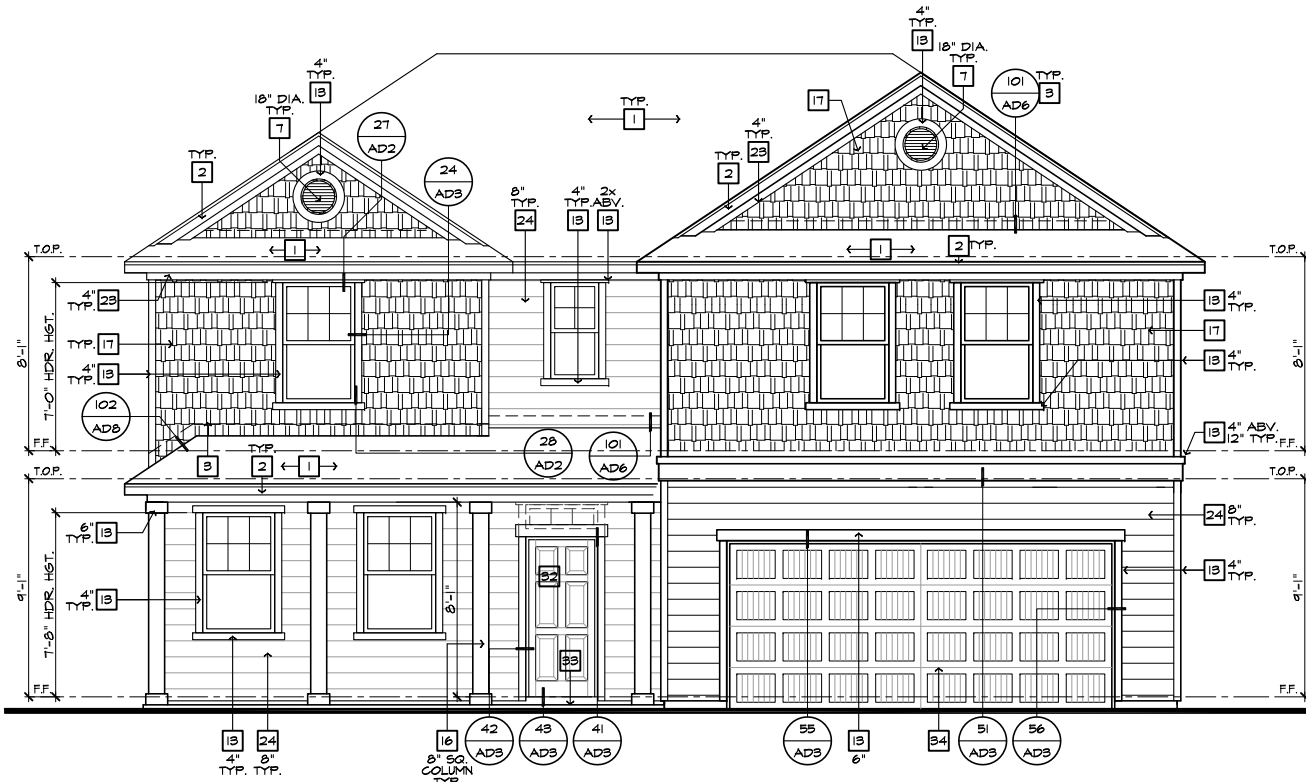 4"
TYP.
13
18" DIA.
TYP.
7
101
AD6
TYP.
3
4"
TYP.
13
18" DIA.
TYP.
7
27
AD2
TYP.
1
17
4"
TYP.
23
TYP.
2
TYP.
2
24
AD3
8"
TYP.
24
4"
TYP.
13
2x
ABV.
13
T.O.P.
1
1
2 TYP.
T.O.P.
4"
TYP. 23
13 4"
TYP.
TYP. 17
17
4"
TYP. 13
13 4"
TYP.
8'-1"
7'-0" HDR. HGT.
8'-1"
102
AD8
F.F.
3
TYP.
2
1
28
AD2
101
AD6
13 4" ABV.
12" TYP.
F.F.
T.O.P.
T.O.P.
6"
TYP. 13
24 8"
TYP.
4"
TYP. 13
32
13 4"
TYP.
9'-1"
7'-8" HDR. HGT.
8'-1"
9'-1"
33
F.F.
F.F.
13
4"
TYP.
24
8"
TYP.
16
8" SQ.
COLUMN
TYP.
42
AD3
43
AD3
41
AD3
55
AD3
13
6"
34
51
AD3
56
AD3